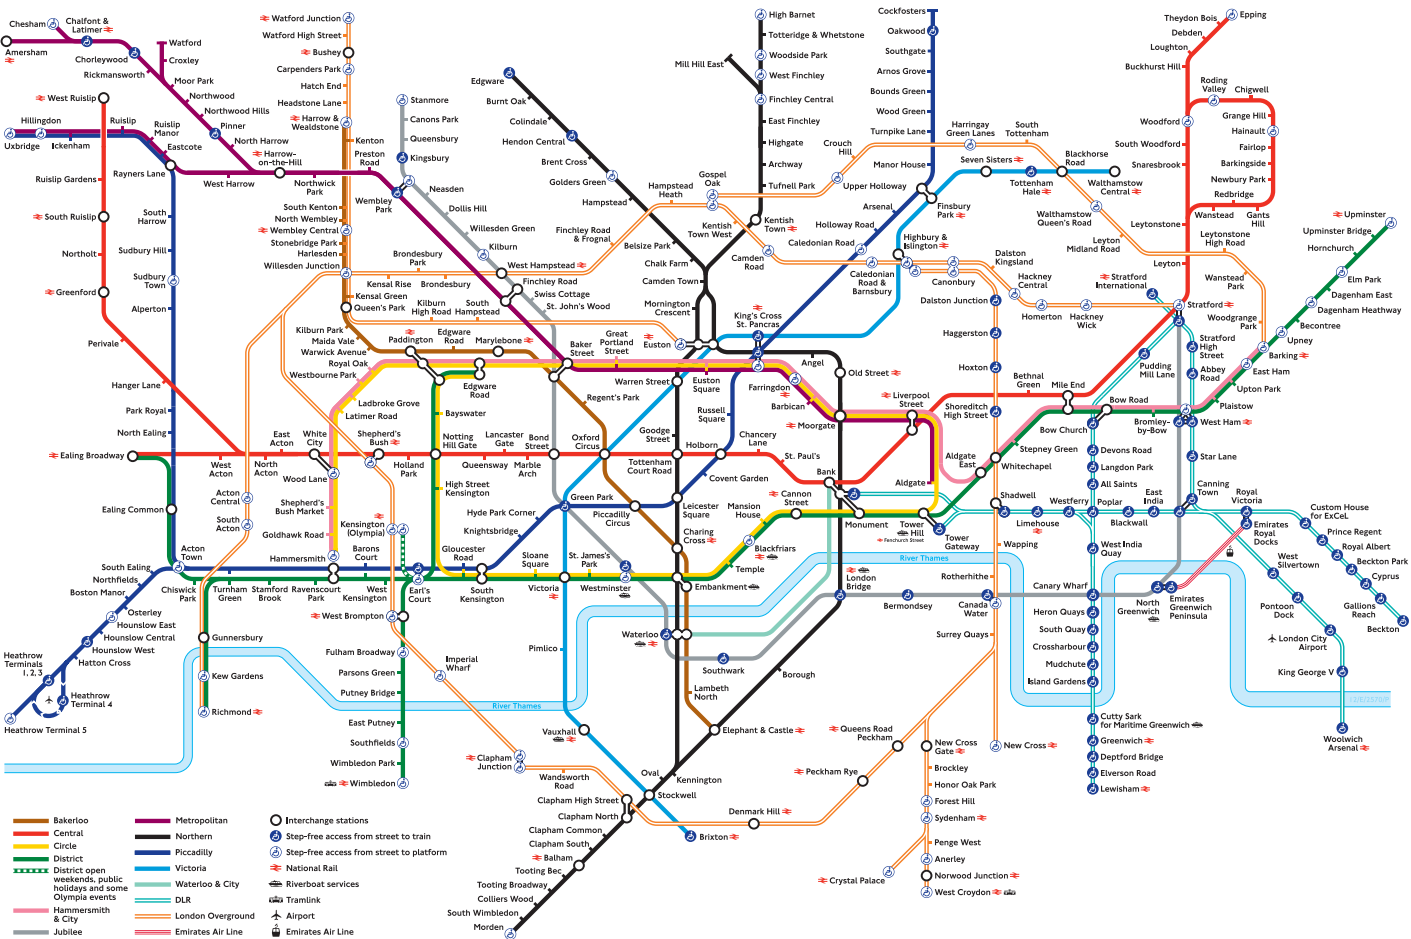 Chesham
Chalfont &
Latimer
Amersham
Chorleywood
Rickmansworth
Watford
Croxley
Moor Park
Northwood
Northwood Hills
Pinner
North Harrow
Harrow-
on-the-Hill
West Ruislip
Hillingdon
Ruislip
Ruislip
Manor
Eastcote
Uxbridge
Ickenham
Rayners Lane
West Harrow
Northwick
Park
Preston
Road
Wembley
Park
Ruislip Gardens
South Ruislip
Northolt
Greenford
Perivale
Hanger Lane
South
Harrow
Sudbury Hill
Sudbury
Town
Alperton
Park Royal
North Ealing
Ealing Broadway
Ealing Common
Watford Junction
Watford High Street
Bushey
Carpenders Park
Hatch End
Headstone Lane
Harrow &
Wealdstone
Kenton
South Kenton
North Wembley
Wembley Central
Stonebridge Park
Harlesden
Willesden Junction
Kensal Green
Queen's Park
Kilburn Park
Maida Vale
Warwick Avenue
Royal Oak
Westbourne Park
Stanmore
Canons Park
Queensbury
Kingsbury
Neasden
Dollis Hill
Willesden Green
Kilburn
West Hampstead
Finchley Road
Swiss Cottage
St. John's Wood
Brondesbury
Park
Kensal Rise
Brondesbury
Kilburn
High Road
South
Hampstead
Edgware
Burnt Oak
Colindale
Hendon Central
Brent Cross
Golders Green
Hampstead
Belsize Park
Chalk Farm
Camden Town
Mornington
Crescent
Euston
Finchley Road
& Frognal
Hampstead
Heath
Gospel
Oak
Kentish
Town West
Camden
Road
High Barnet
Totteridge & Whetstone
Woodside Park
Mill Hill East
West Finchley
Finchley Central
East Finchley
Highgate
Archway
Tufnell Park
Kentish
Town
Cockfosters
Oakwood
Southgate
Arnos Grove
Bounds Green
Wood Green
Turnpike Lane
Manor House
Crouch
Hill
Upper Holloway
Harringay
Green Lanes
South
Tottenham
Seven Sisters
Tottenham
Hale
Blackhorse
Road
Walthamstow
Central
Finsbury
Park
Arsenal
Holloway Road
Caledonian Road
Highbury &
Islington
Caledonian
Road &
Barnsbury
Canonbury
Dalston
Kingsland
Dalston Junction
Haggerston
Hoxton
Shoreditch
High Street
Hackney
Central
Homerton
Hackney
Wick
Walthamstow
Queen's Road
Leyton
Midland Road
Leytonstone
High Road
Wanstead
Park
Woodgrange
Park
Theydon Bois
Epping
Debden
Loughton
Buckhurst Hill
Roding
Valley
Chigwell
Grange Hill
Hainault
Fairlop
Barkingside
Newbury Park
Redbridge
Gants
Hill
Wanstead
Woodford
South Woodford
Snaresbrook
Leytonstone
Leyton
Stratford
International
Stratford
Stratford
High
Street
Abbey
Road
Pudding
Mill Lane
Upminster
Upminster Bridge
Hornchurch
Elm Park
Dagenham East
Dagenham Heathway
Becontree
Upney
Barking
East Ham
Upton Park
Plaistow
West Ham
Star Lane
Canning
Town
Bromley-
by-Bow
Bow Road
Mile End
Bethnal
Green
Bow Church
Devons Road
Langdon Park
All Saints
Stepney Green
Whitechapel
Aldgate
East
Aldgate
Liverpool
Street
Moorgate
Old Street
Angel
King's Cross
St. Pancras
Farringdon
Barbican
Euston
Square
Warren Street
Great
Portland
Street
Baker
Street
Marylebone
Edgware
Road
Paddington
Edgware
Road
Bayswater
Regent's Park
Russell
Square
Goodge
Street
Ladbroke Grove
Latimer Road
White
City
East
Acton
West
Acton
North
Acton
Shepherd's
Bush
Holland
Park
Notting
Hill Gate
Lancaster
Gate
Queensway
Marble
Arch
Bond
Street
Oxford
Circus
Tottenham
Court Road
Holborn
Chancery
Lane
St. Paul's
Bank
Covent Garden
Leicester
Square
Piccadilly
Circus
Green Park
Hyde Park Corner
Knightsbridge
High Street
Kensington
Kensington
(Olympia)
Wood Lane
Shepherd's
Bush Market
Goldhawk Road
Hammersmith
Acton
Central
South
Acton
Acton
Town
South Ealing
Northfields
Boston Manor
Osterley
Hounslow East
Hounslow Central
Hounslow West
Hatton Cross
Heathrow
Terminals
1, 2, 3
Heathrow
Terminal 4
Heathrow Terminal 5
Chiswick
Park
Turnham
Green
Stamford
Brook
Ravenscourt
Park
Barons
Court
West
Kensington
Earl's
Court
Gloucester
Road
South
Kensington
Sloane
Square
Victoria
St. James's
Park
Westminster
Embankment
Charing
Cross
Temple
Blackfriars
Mansion
House
Cannon
Street
Monument
Tower
Hill
Fenchurch Street
Tower
Gateway
Shadwell
Limehouse
Westferry
Poplar
Blackwall
East
India
Royal
Victoria
Custom House
for ExCeL
Prince Regent
Royal Albert
Beckton Park
Cyprus
Gallions
Reach
Beckton
Emirates
Royal
Docks
West
Silvertown
Pontoon
Dock
London City
Airport
King George V
Woolwich
Arsenal
Emirates
Greenwich
Peninsula
North
Greenwich
West India
Quay
Canary Wharf
Heron Quays
South Quay
Crossharbour
Mudchute
Island Gardens
Cutty Sark
for Maritime Greenwich
Greenwich
Deptford Bridge
Elverson Road
Lewisham
Wapping
Rotherhithe
Canada
Water
Surrey Quays
Bermondsey
London
Bridge
River Thames
Southwark
Waterloo
Borough
Lambeth
North
Elephant & Castle
Kennington
Oval
Stockwell
Pimlico
Vauxhall
Brixton
River Thames
Gunnersbury
Kew Gardens
Richmond
West Brompton
Fulham Broadway
Parsons Green
Putney Bridge
East Putney
Southfields
Wimbledon Park
Wimbledon
Imperial
Wharf
Clapham
Junction
Wandsworth
Road
Clapham High Street
Clapham North
Clapham Common
Clapham South
Balham
Tooting Bec
Tooting Broadway
Colliers Wood
South Wimbledon
Morden
Denmark Hill
Peckham Rye
Queens Road
Peckham
New Cross
Gate
New Cross
Brockley
Honor Oak Park
Forest Hill
Sydenham
Penge West
Anerley
Crystal Palace
Norwood Junction
West Croydon
Bakerloo
Central
Circle
District
District open
weekends, public
holidays and some
Olympia events
Hammersmith
& City
Jubilee
Metropolitan
Northern
Piccadilly
Victoria
Waterloo & City
DLR
London Overground
Emirates Air Line
Interchange stations
Step-free access from street to train
Step-free access from street to platform
National Rail
Riverboat services
Tramlink
Airport
Emirates Air Line